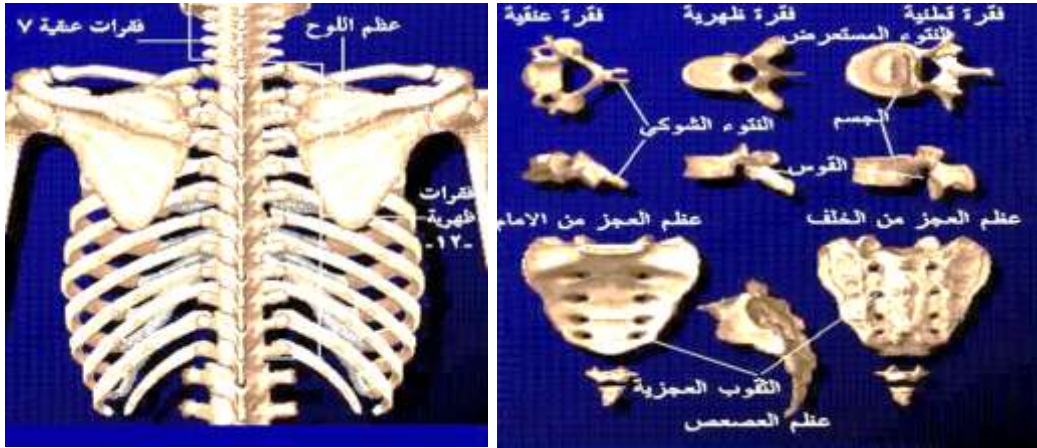 فقرات عنقية ٧
عظم اللوح
فقرات
ظهرية
-١٢-
فقرة عنقية
فقرة ظهرية
فقرة قطنية
النتوء المستعرض
النتوء الشوكي
الجسم
القوس
عظم العجز من الامام
عظم العجز من الخلف
الثقوب العجزية
عظم العصعص